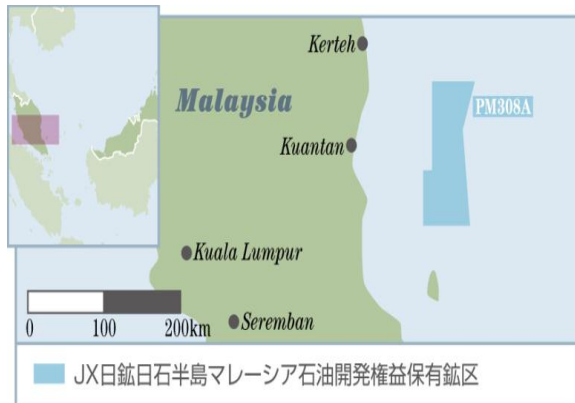 Kerteh
Malaysia
PM308A
Kuantan
Kuala Lumpur
Seremban
0 100 200km
JX日鉱日石半島マレーシア石油開発権益保有鉱区